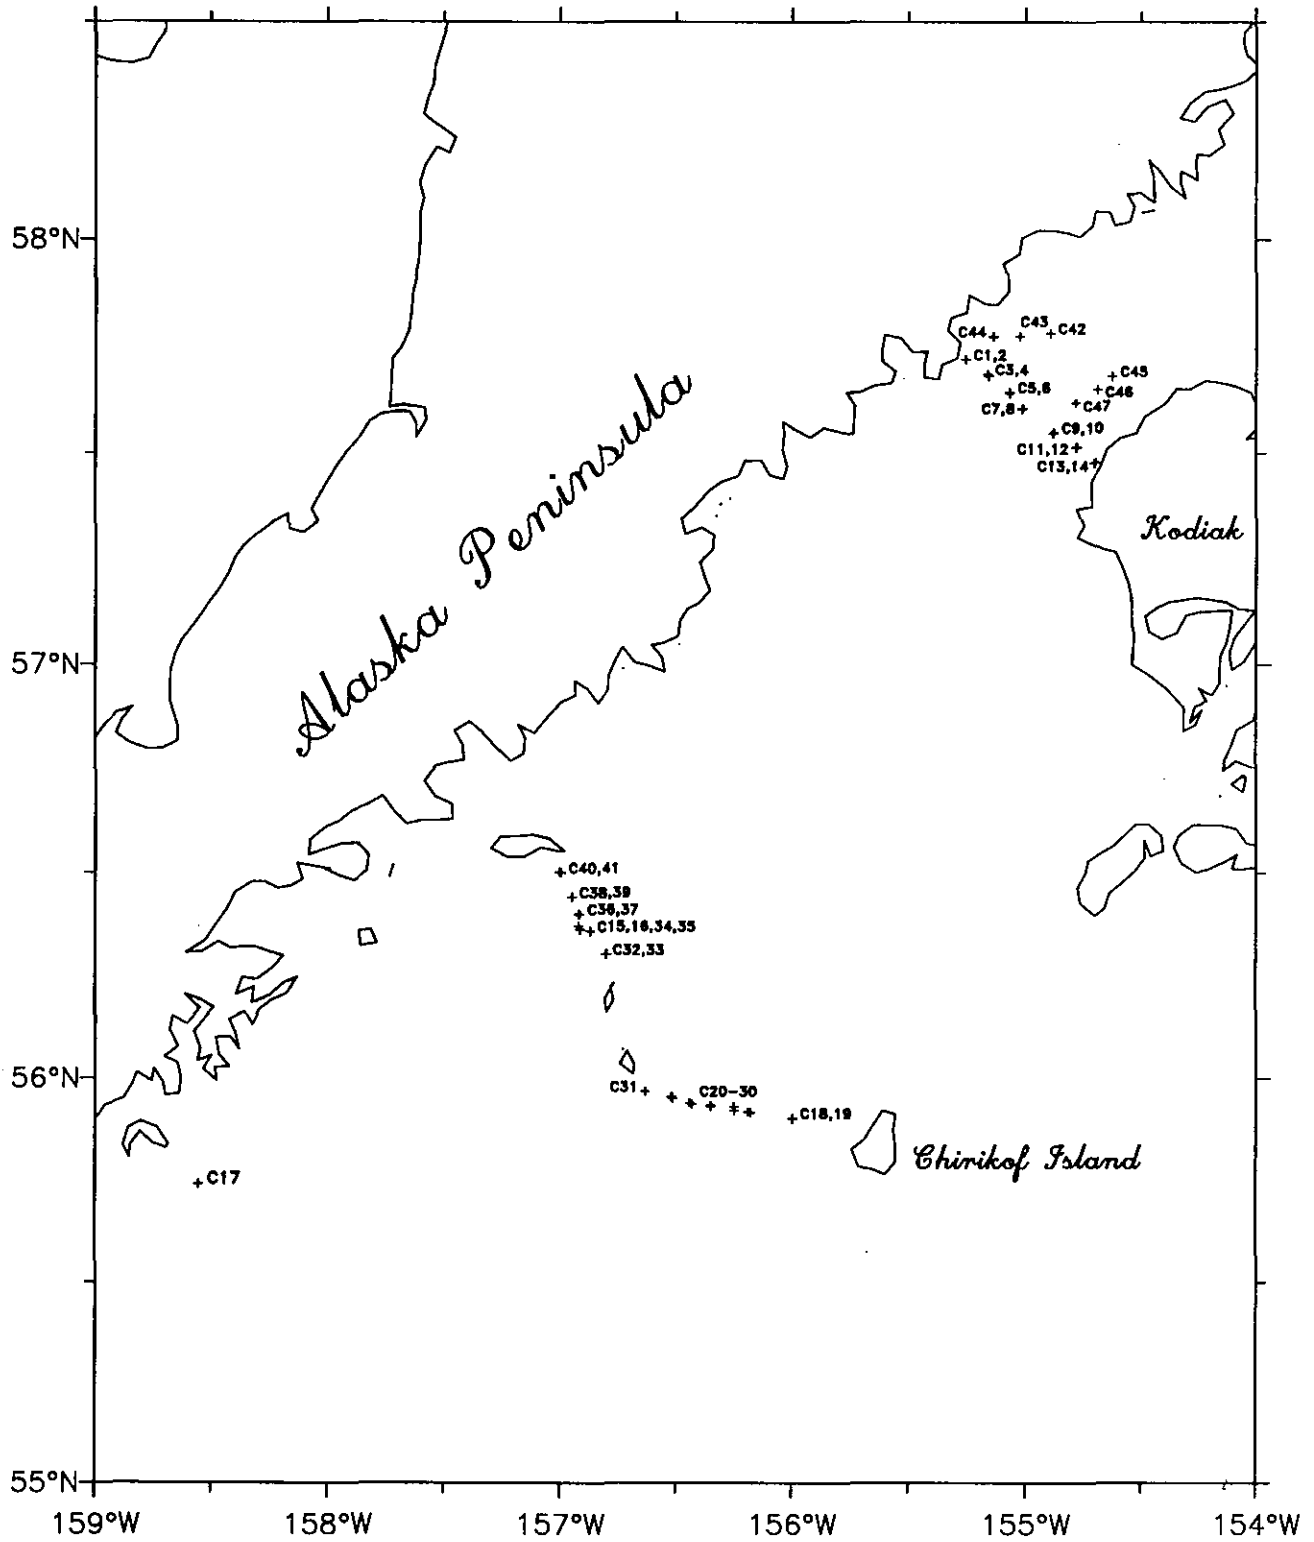 58°N
C44
C43
C42
C1,2
C3,4
C45
C5,6
C46
C7,8
C47
C9,10
C11,12
C13,14
Alaska Peninsula
Kodiak
57°N
C40,41
C38,39
C36,37
C15,16,34,35
C32,33
56°N
C31
C20-30
C18,19
Chirikof Island
C17
55°N
159°W
158°W
157°W
156°W
155°W
154°W